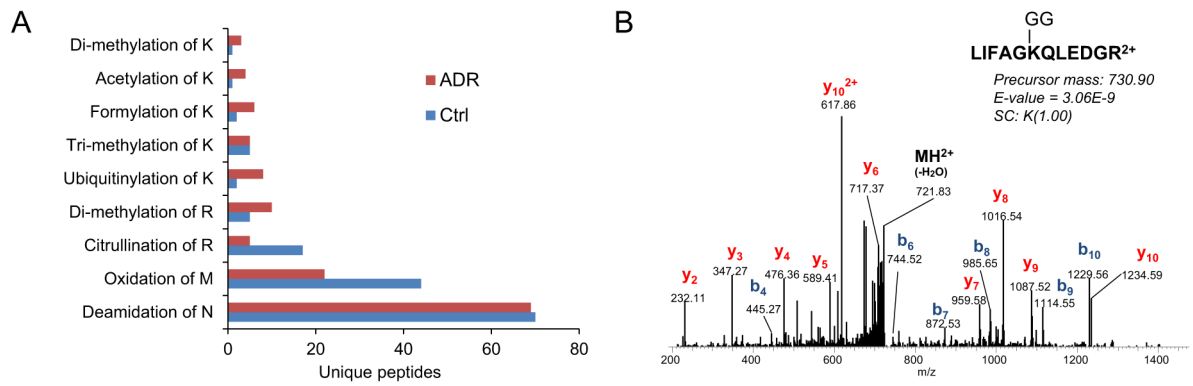 A
Di-methylation of K
Acetylation of K
Formylation of K
Tri-methylation of K
Ubiquitinylation of K
Di-methylation of R
Citrullination of R
Oxidation of M
Deamidation of N
ADR
Ctrl
0 20 40 60 80
Unique peptides
B
GG
LIFAGKQLEDGR2+
Precursor mass: 730.90
E-value = 3.06E-9
SC: K(1.00)
y10 2+
617.86
MH2+
(-H2O)
721.83
y6
717.37
y8
1016.54
y3
347.27
y4
476.36
y5
589.41
b6
744.52
b8
985.65
b10
1229.56
y10
1234.59
y2
232.11
b4
445.27
b7
872.53
y7
959.58
y9
1087.52
b9
1114.55
200 400 600 800 1000 1200 1400
m/z